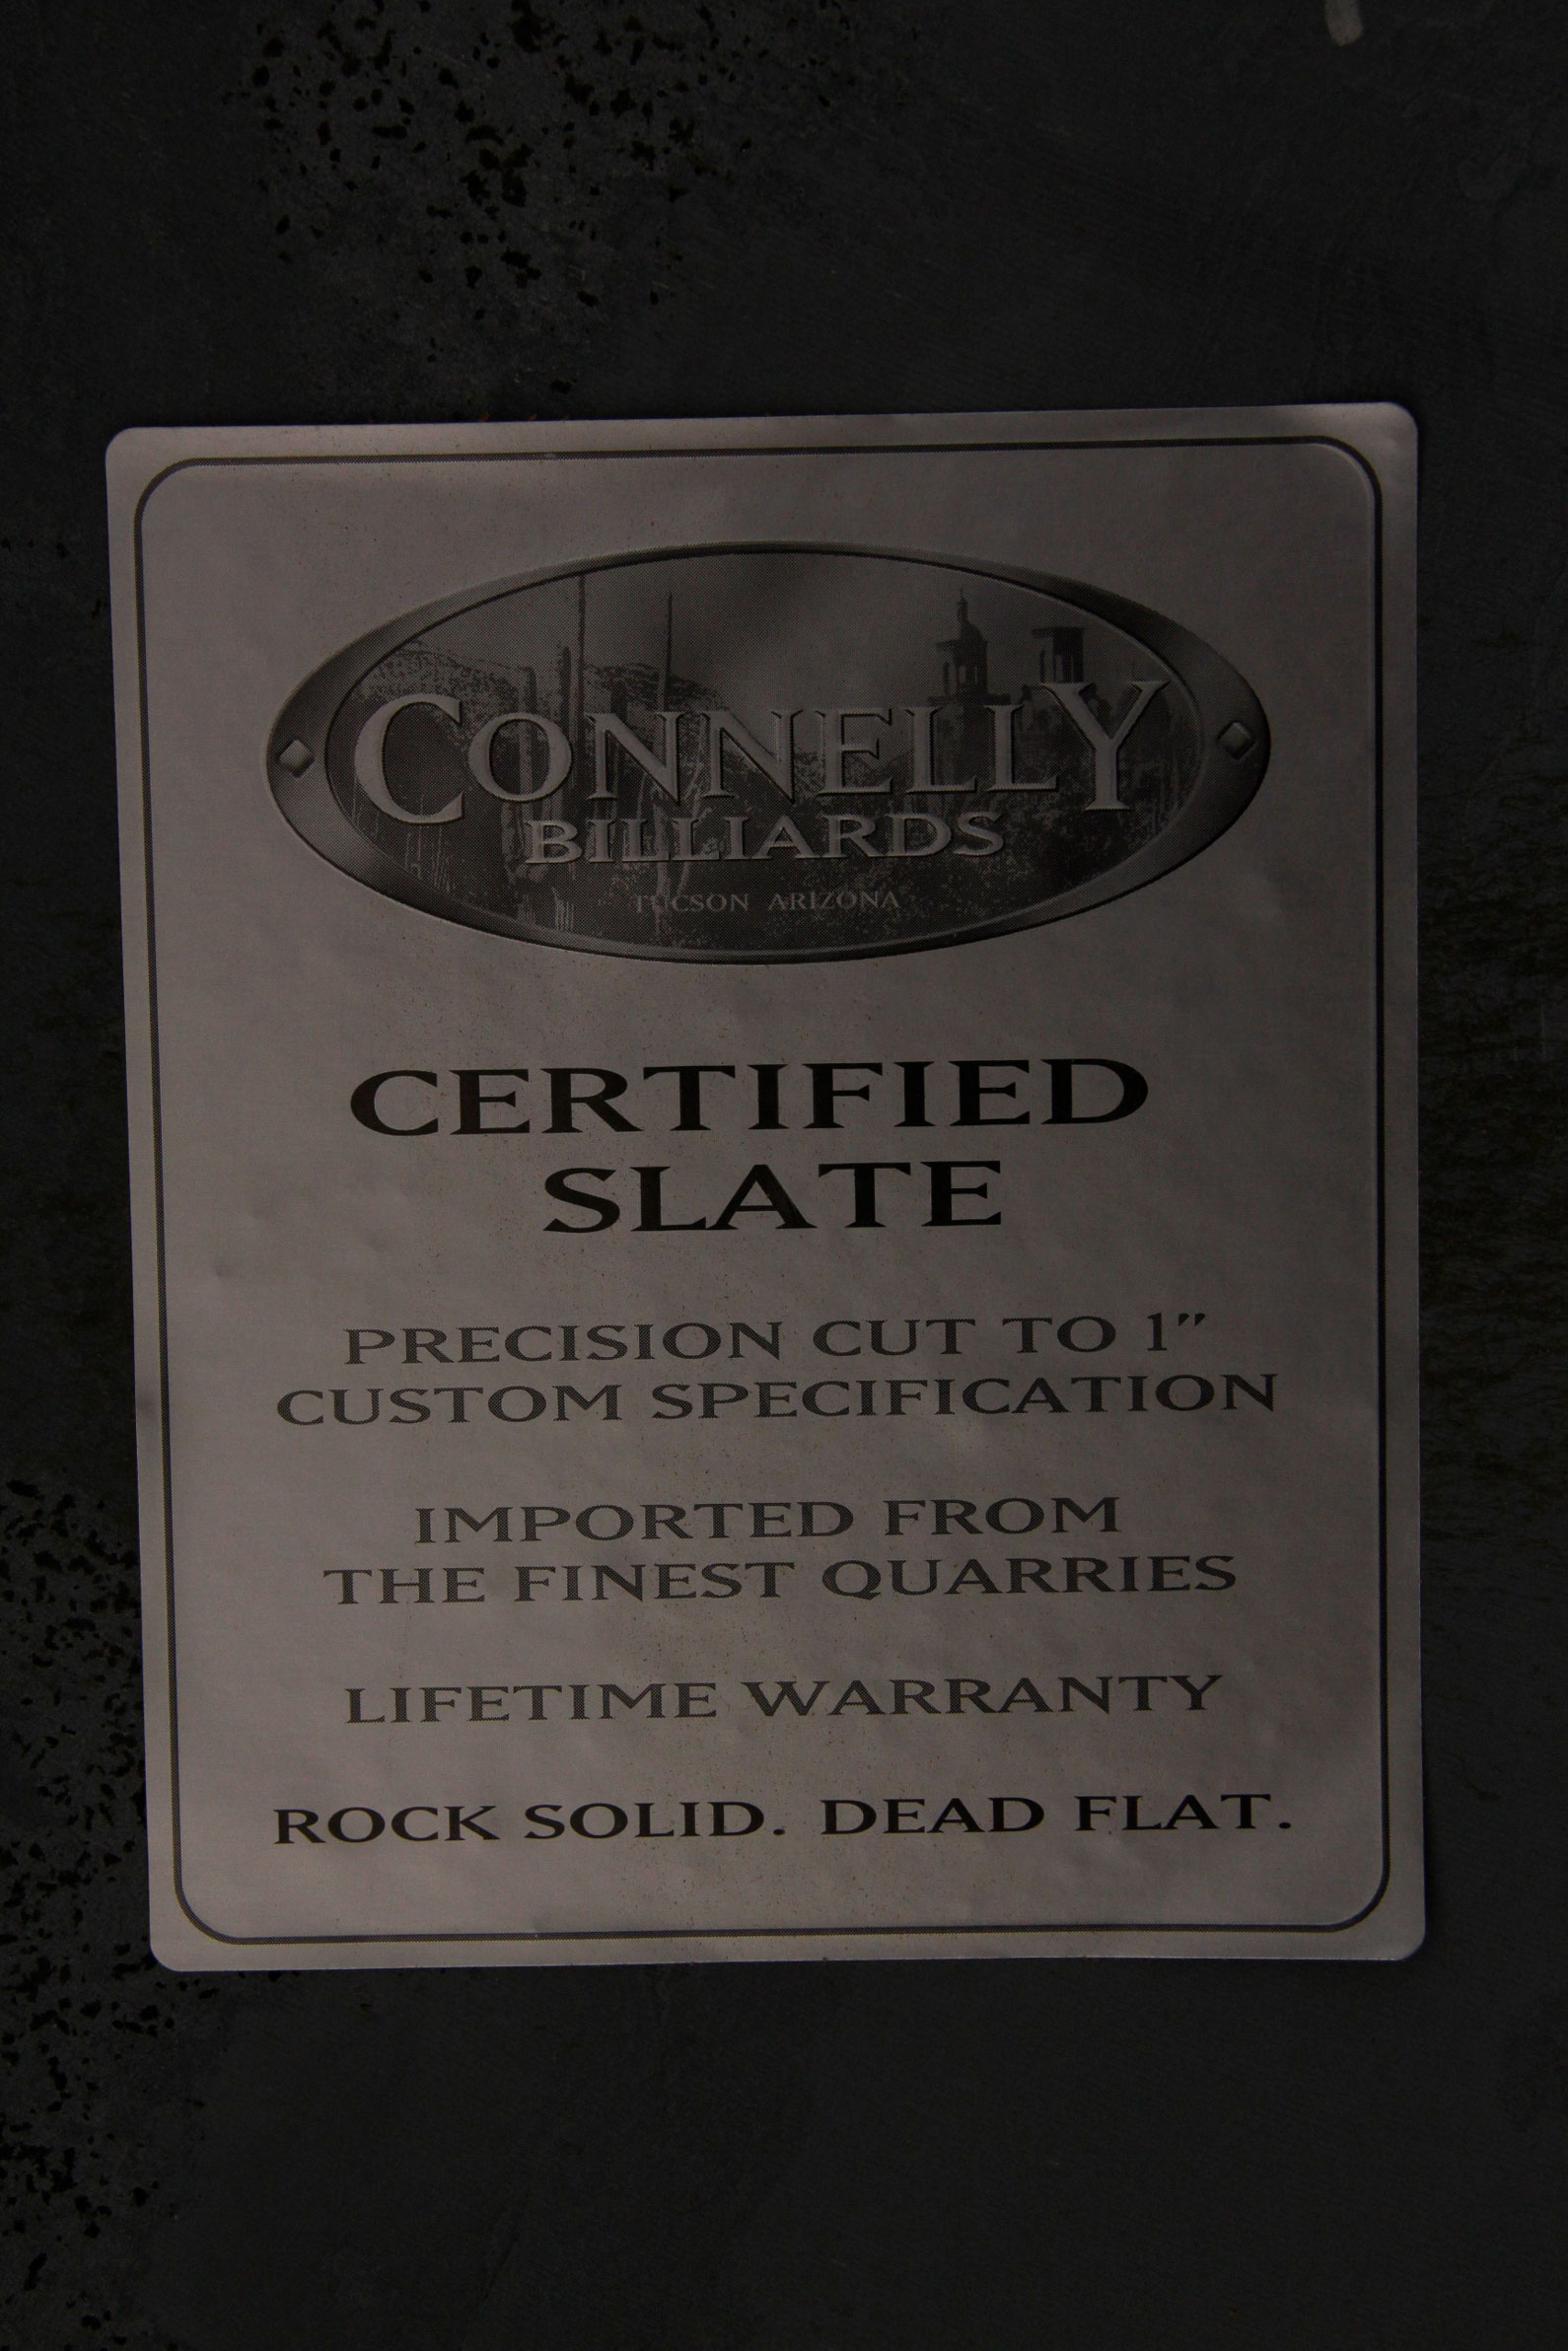 CONNELLY
BILLIARDS
TUCSON ARIZONA
CERTIFIED
SLATE
PRECISION CUT TO 1”
CUSTOM SPECIFICATION
IMPORTED FROM
THE FINEST QUARRIES
LIFETIME WARRANTY
ROCK SOLID. DEAD FLAT.